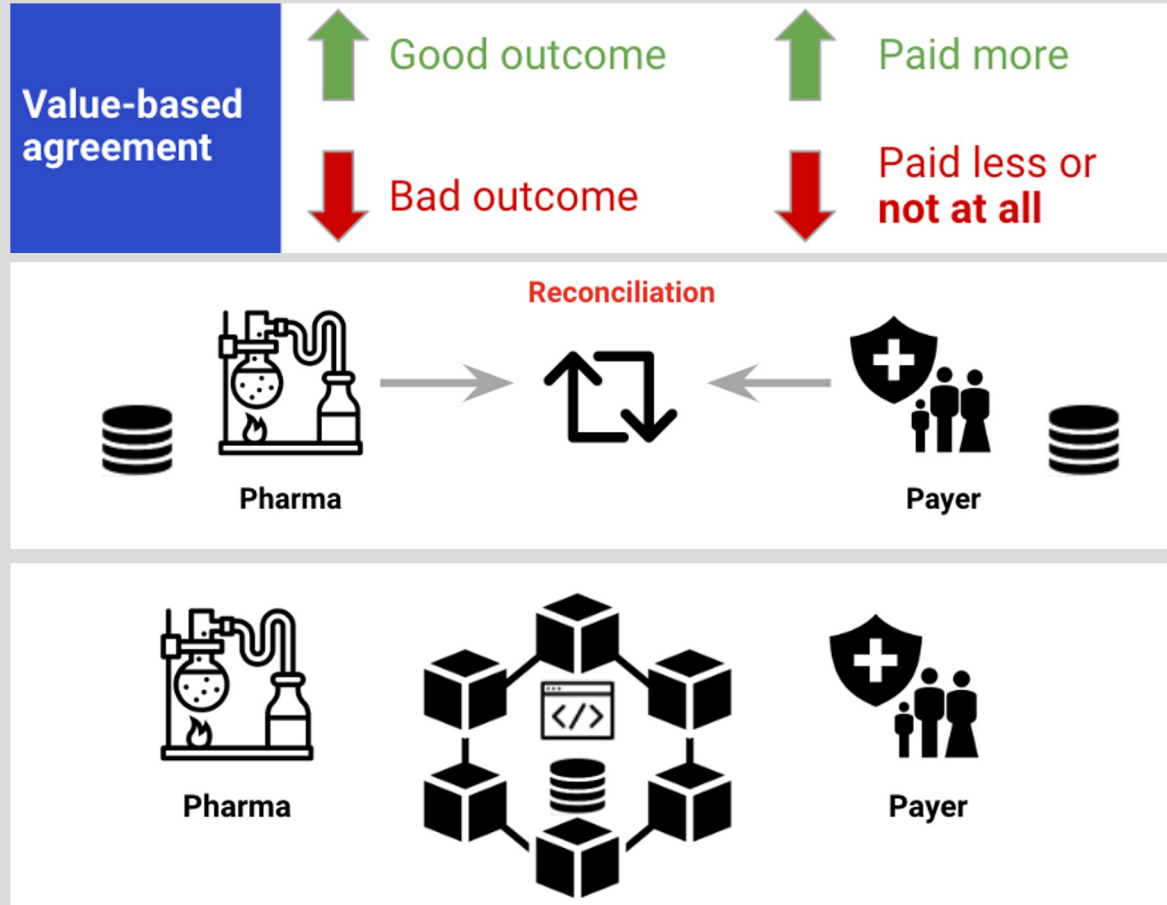 Value-based
agreement
Good outcome
Paid more
Bad outcome
Paid less or
not at all
Reconciliation
Pharma
Payer
</>
Pharma
Payer